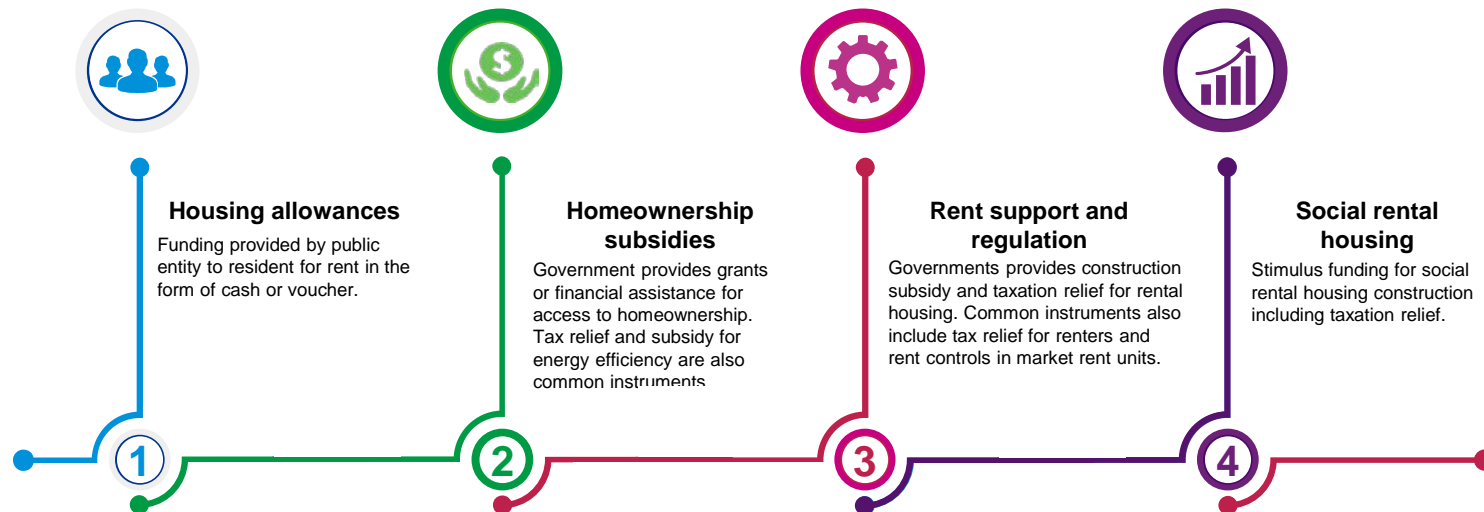 $
Housing allowances
Funding provided by public
entity to resident for rent in the
form of cash or voucher.
Homeownership
subsidies
Government provides grants
or financial assistance for
access to homeownership.
Tax relief and subsidy for
energy efficiency are also
common instruments
Rent support and
regulation
Governments provides construction
subsidy and taxation relief for rental
housing. Common instruments also
include tax relief for renters and
rent controls in market rent units.
Social rental
housing
Stimulus funding for social
rental housing construction
including taxation relief.
1
2
3
4